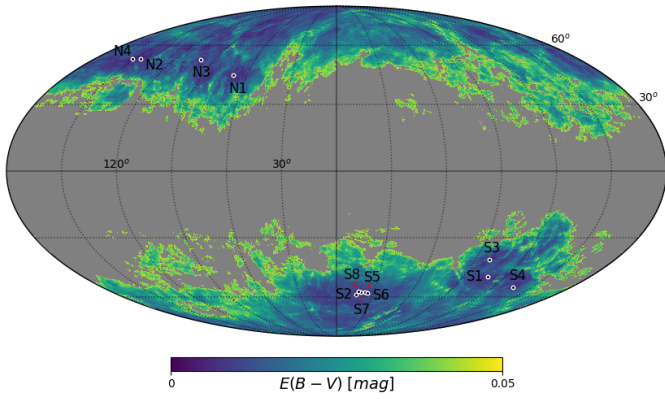 60°
N4
N2
N3
N1
30°
120°
30°
S3
S8
S5
S1
S4
S2
S6
S7
0
0.05
E(B − V) [mag]